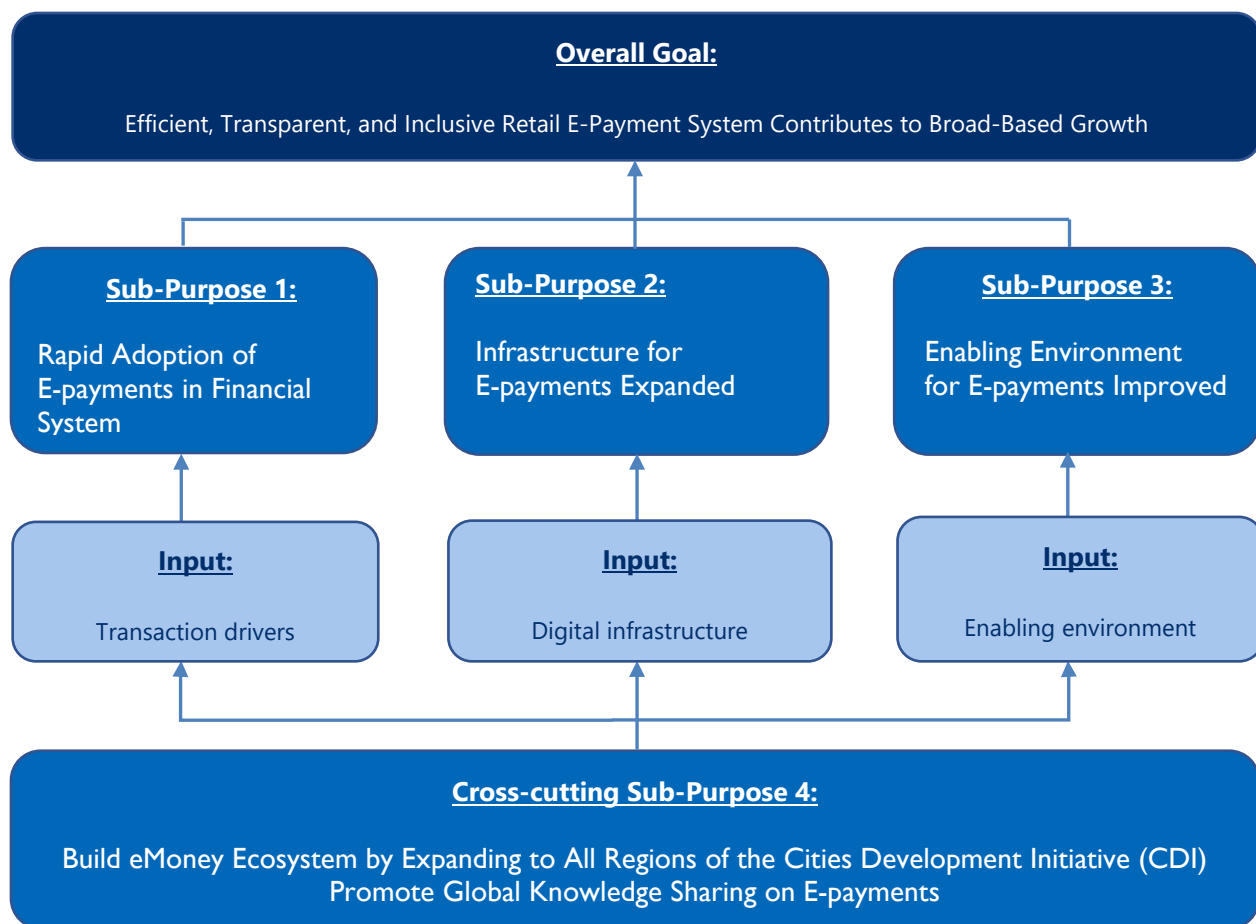 Overall Goal:
Efficient, Transparent, and Inclusive Retail E-Payment System Contributes to Broad-Based Growth
Sub-Purpose 1:
Rapid Adoption of
E-payments in Financial
System
Sub-Purpose 2:
Infrastructure for
E-payments Expanded
Sub-Purpose 3:
Enabling Environment
for E-payments Improved
Input:
Transaction drivers
Input:
Digital infrastructure
Input:
Enabling environment
Cross-cutting Sub-Purpose 4:
Build eMoney Ecosystem by Expanding to All Regions of the Cities Development Initiative (CDI)
Promote Global Knowledge Sharing on E-payments